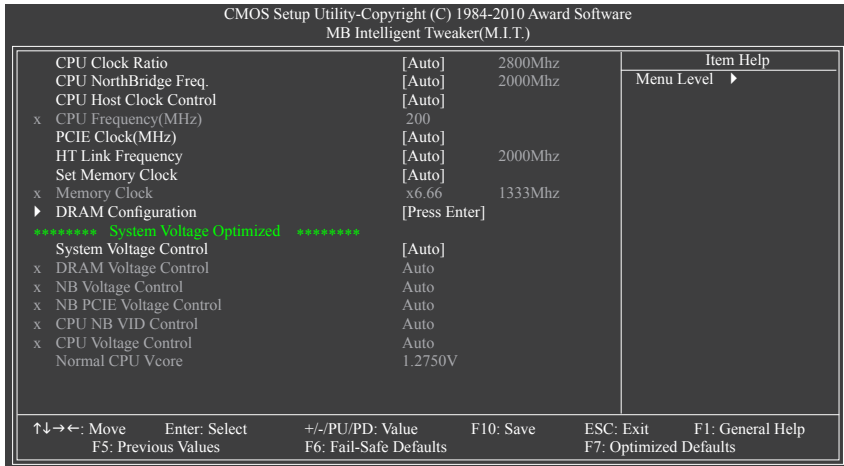 CMOS Setup Utility-Copyright (C) 1984-2010 Award Software
MB Intelligent Tweaker(M.I.T.)
CPU Clock Ratio [Auto] 2800Mhz
CPU NorthBridge Freq. [Auto] 2000Mhz
CPU Host Clock Control [Auto]
x CPU Frequency(MHz) 200
PCIE Clock(MHz) [Auto]
HT Link Frequency [Auto] 2000Mhz
Set Memory Clock [Auto]
x Memory Clock x6.66 1333Mhz
DRAM Configuration [Press Enter]
******** System Voltage Optimized ********
System Voltage Control [Auto]
x DRAM Voltage Control Auto
x NB Voltage Control Auto
x NB PCIE Voltage Control Auto
x CPU NB VID Control Auto
x CPU Voltage Control Auto
Normal CPU Vcore 1.2750V
Item Help
Menu Level
↑↓→←: Move Enter: Select +/-/PU/PD: Value F10: Save ESC: Exit F1: General Help
F5: Previous Values F6: Fail-Safe Defaults F7: Optimized Defaults